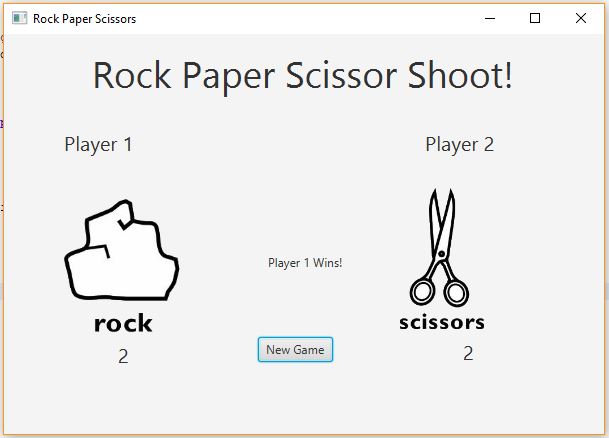 Rock Paper Scissors
Rock Paper Scissor Shoot!
Player 1
Player 2
Player 1 Wins!
rock
scissors
2
2
New Game